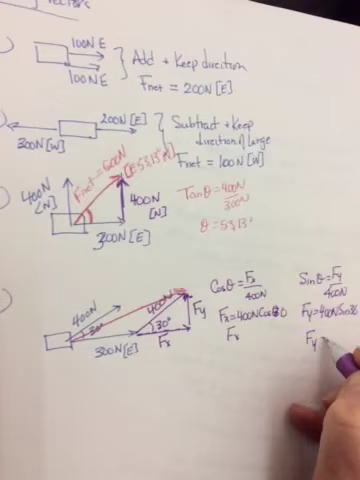 Vectors
100N E
100N E
Add + Keep direction
Fnet = 200N [E]
300N [W]
200N [E]
Subtract + Keep
direction of large
Fnet = 100N [W]
400N
[N]
Fnet = 600N
[E 53.13° N]
400N
[N]
300N [E]
Tanθ = 400N/300N
θ = 53.13°
400N
30°
300N [E]
400N
30°
Fx
Fy
Cosθ = Fx/400N
Fx = 400N Cos30
Fx
Sinθ = Fy/400N
Fy = 400N Sin30
Fy